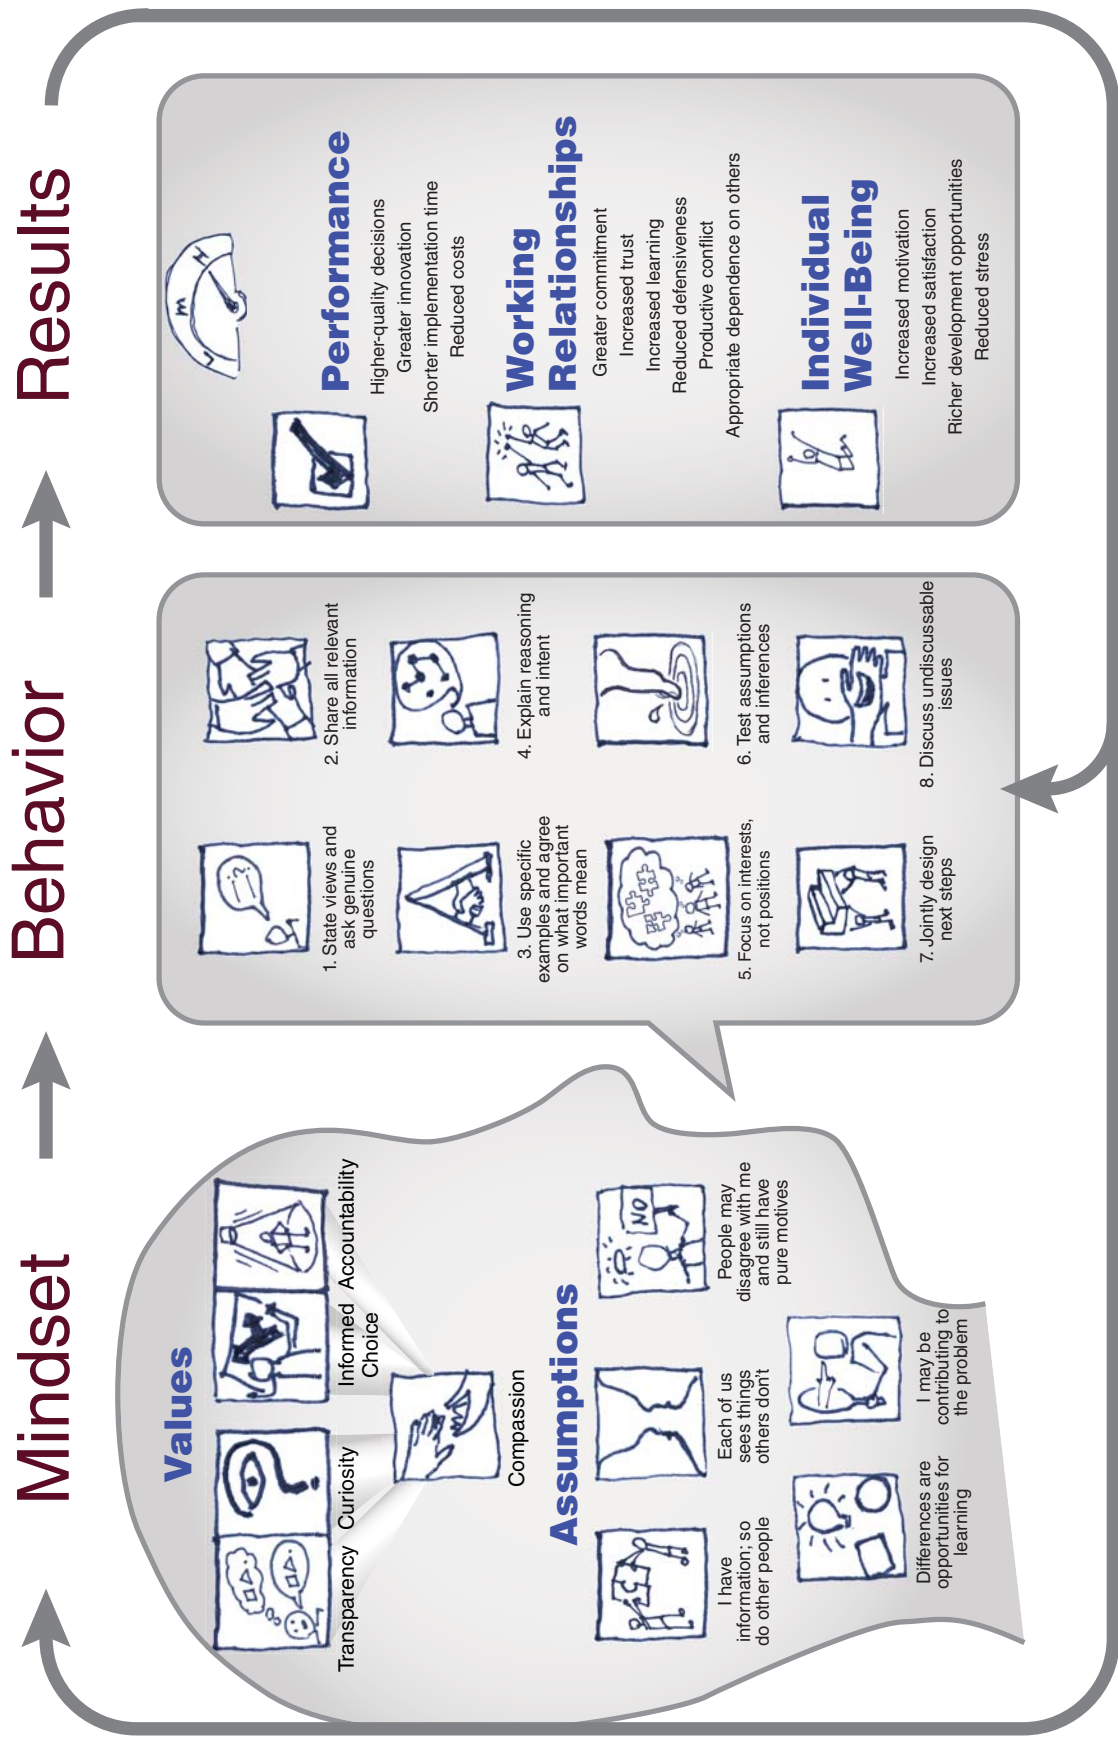 Mindset
Behavior
Results
Values
Transparency
Curiosity
Informed
Choice
Accountability
Compassion
Assumptions
I have
information; so
do other people
Each of us
sees things
others don't
People may
disagree with me
and still have
pure motives
NO
Differences are
opportunities for
learning
I may be
contributing to
the problem
1. State views and
ask genuine
questions
2. Share all relevant
information
3. Use specific
examples and agree
on what important
words mean
4. Explain reasoning
and intent
5. Focus on interests,
not positions
6. Test assumptions
and inferences
7. Jointly design
next steps
8. Discuss undiscussable
issues
L M H
Performance
Higher-quality decisions
Greater innovation
Shorter implementation time
Reduced costs
Working
Relationships
Greater commitment
Increased trust
Increased learning
Reduced defensiveness
Productive conflict
Appropriate dependence on others
Individual
Well-Being
Increased motivation
Increased satisfaction
Richer development opportunities
Reduced stress